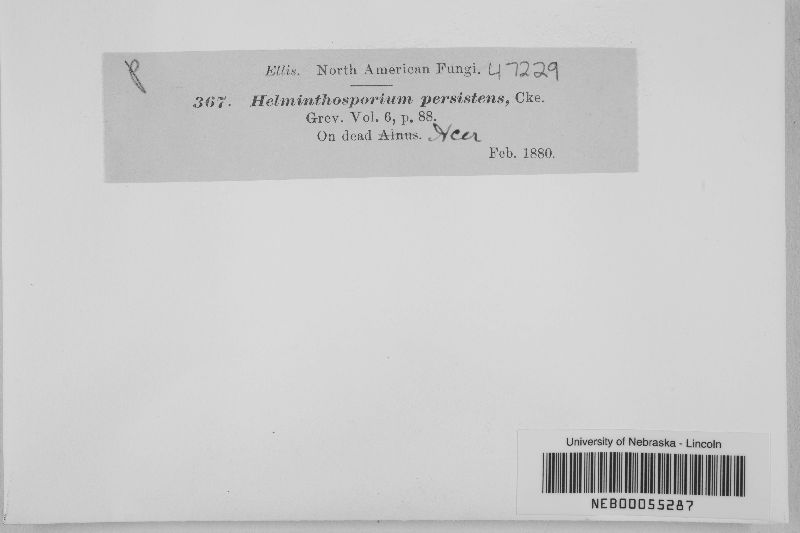 P
Ellis. North American Fungi. 47229
367. Helminthosporium persistens, Cke.
Grev. Vol. 6, p. 88.
On dead Alnus. Acer
Feb. 1880.
University of Nebraska - Lincoln
NEB00055287